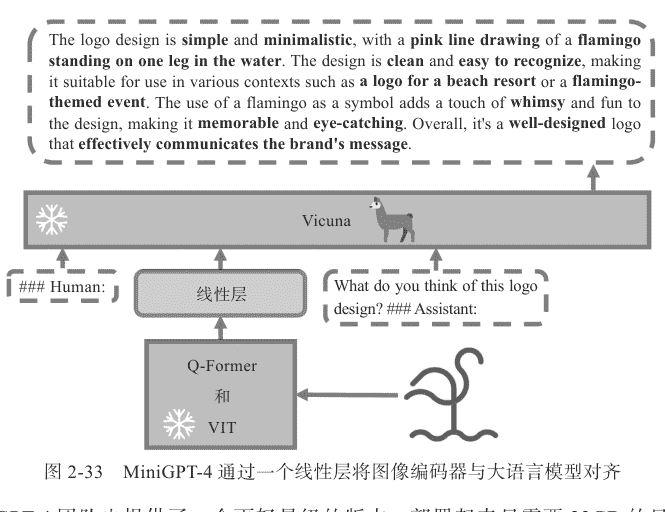 The logo design is simple and minimalistic, with a pink line drawing of a flamingo
standing on one leg in the water. The design is clean and easy to recognize, making
it suitable for use in various contexts such as a logo for a beach resort or a flamingo-
themed event. The use of a flamingo as a symbol adds a touch of whimsy and fun to
the design, making it memorable and eye-catching. Overall, it's a well-designed logo
that effectively communicates the brand's message.
Vicuna
### Human:
线性层
What do you think of this logo
design? ### Assistant:
Q-Former
和
VIT
图 2-33 MiniGPT-4 通过一个线性层将图像编码器与大语言模型对齐